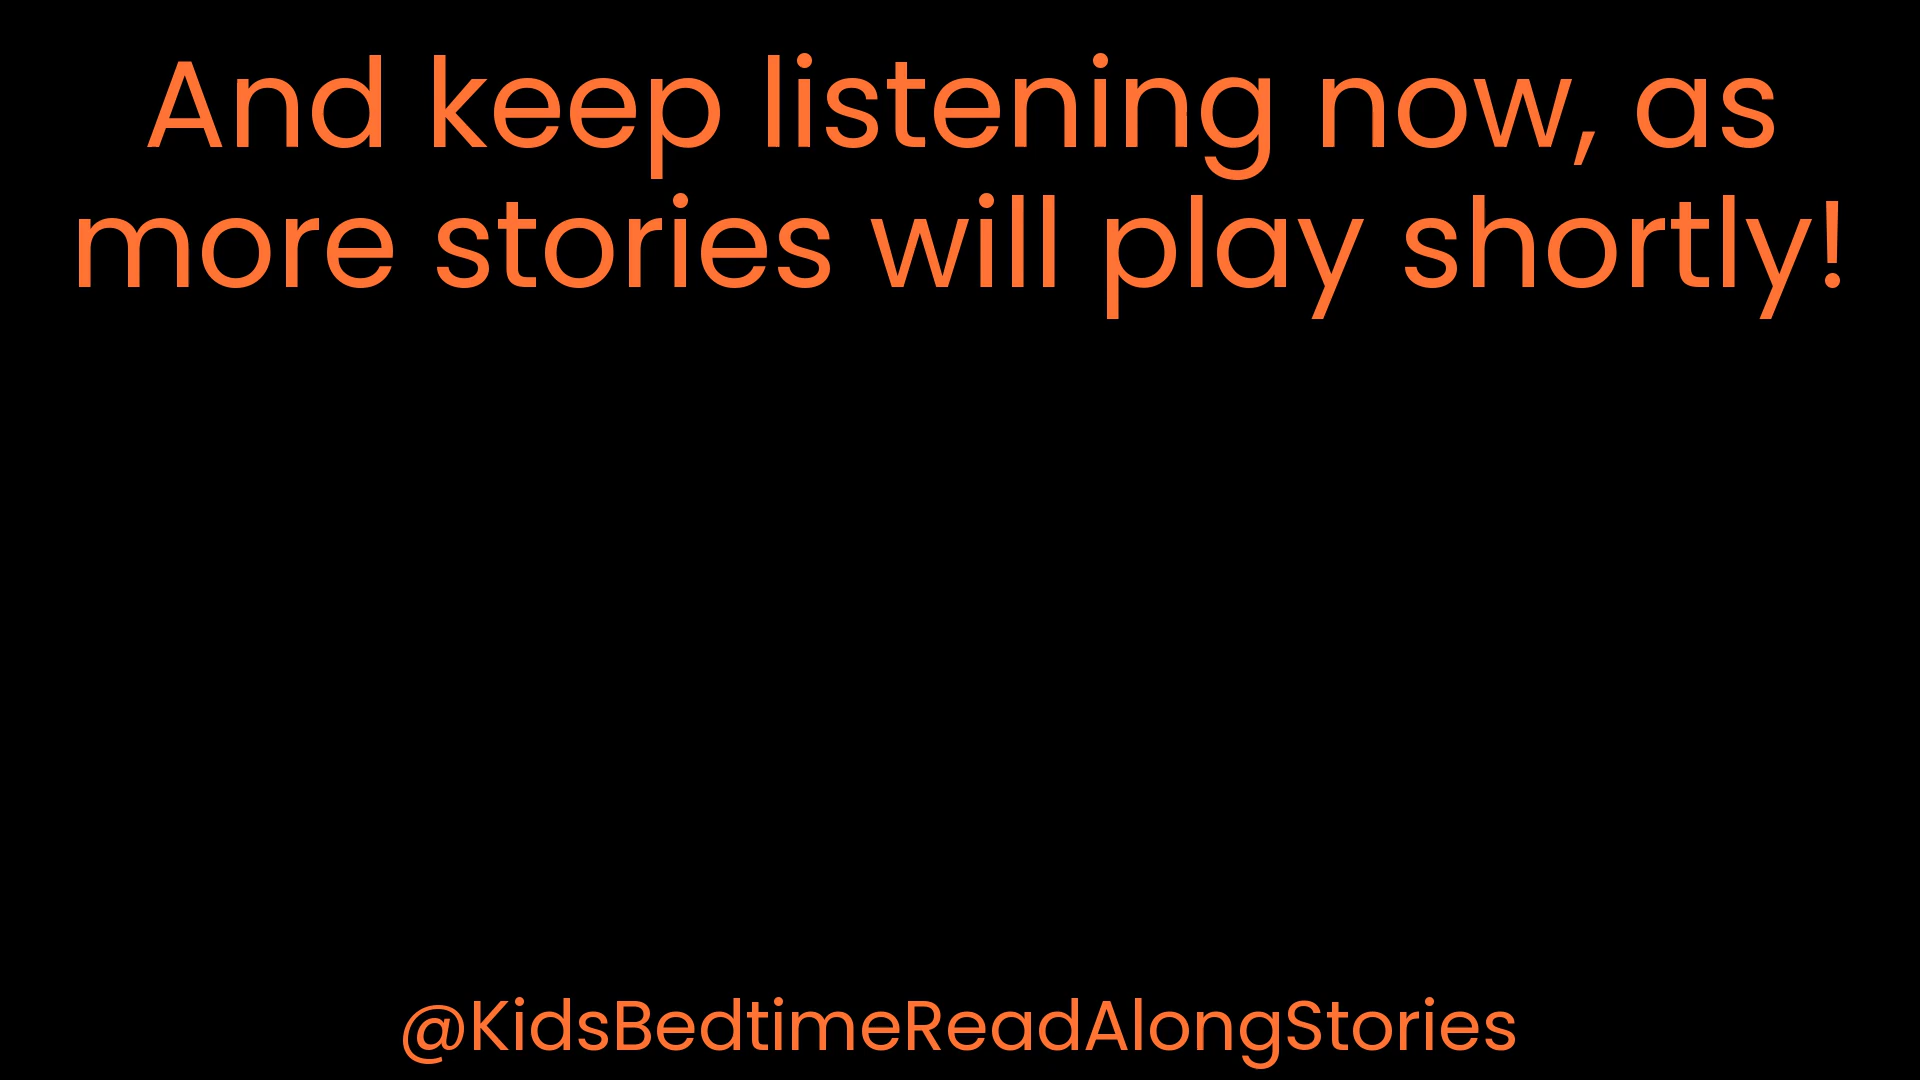 And keep listening now, as
more stories will play shortly!
@KidsBedtimeReadAlongStories